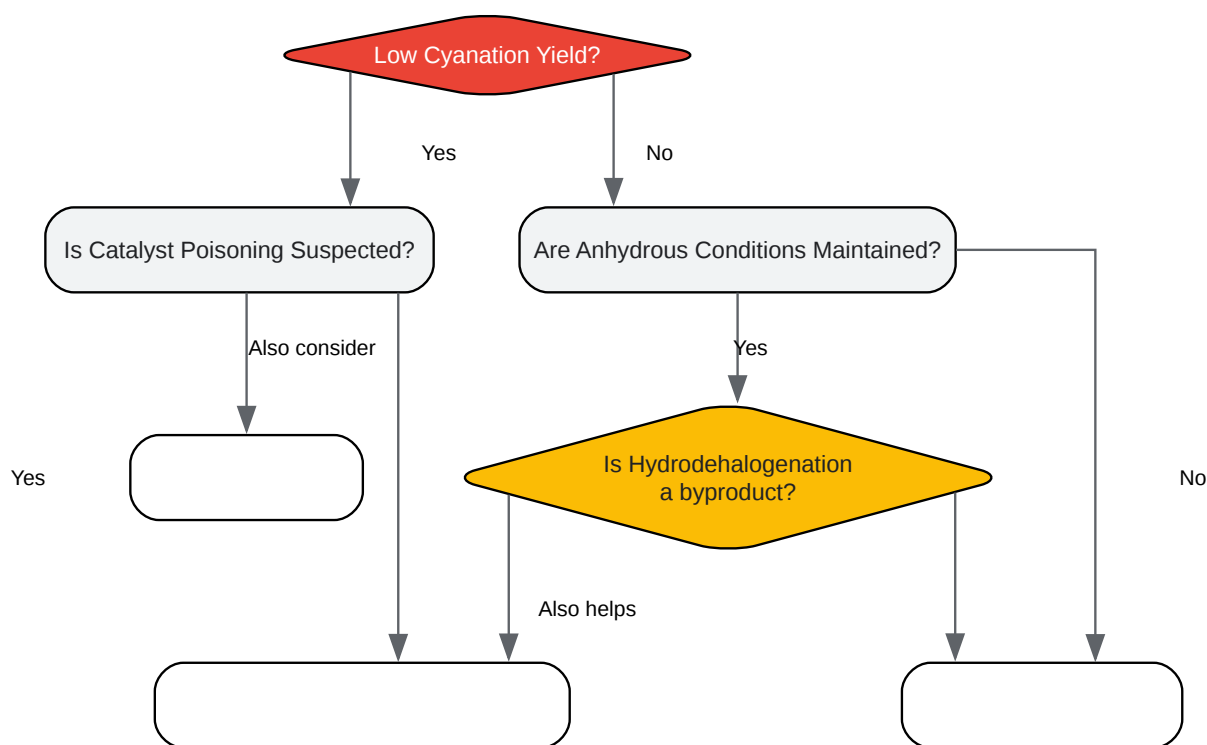 Low Cyanation Yield?
Yes
No
Is Catalyst Poisoning Suspected?
Are Anhydrous Conditions Maintained?
Also consider
Yes
Yes
Is Hydrodehalogenation
a byproduct?
No
Also helps